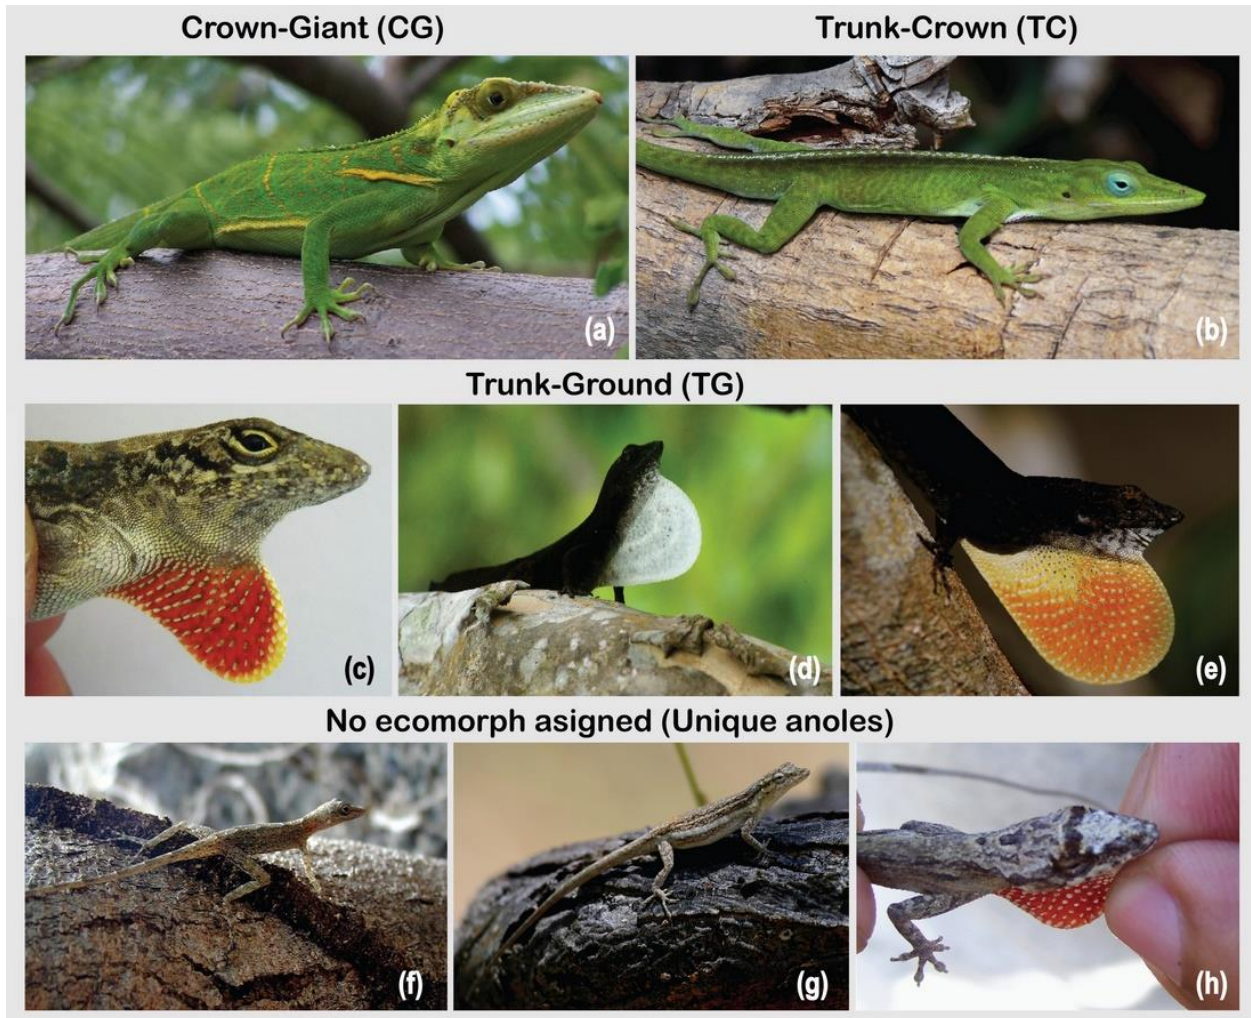 Crown-Giant (CG)
Trunk-Crown (TC)
(a)
(b)
Trunk-Ground (TG)
(c)
(d)
(e)
No ecomorph asigned (Unique anoles)
(f)
(g)
(h)